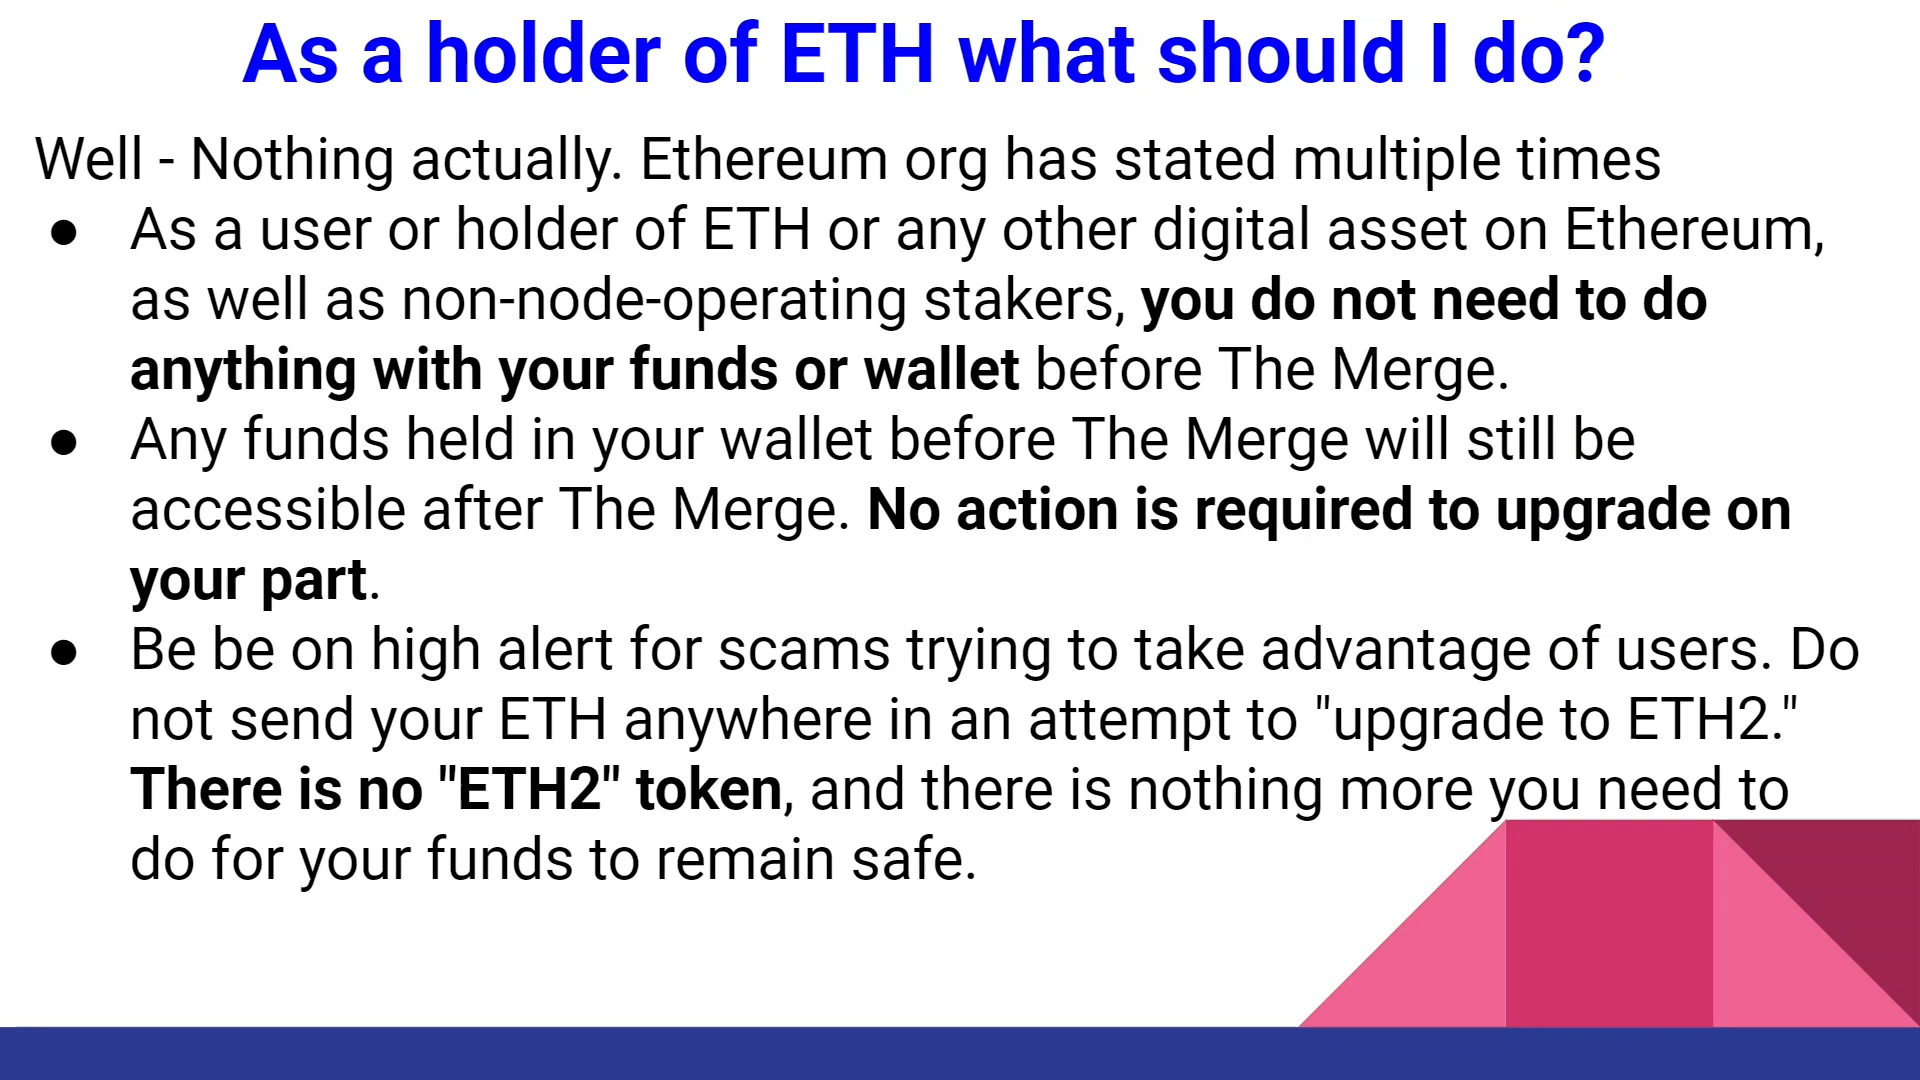 As a holder of ETH what should I do?
Well - Nothing actually. Ethereum org has stated multiple times
● As a user or holder of ETH or any other digital asset on Ethereum,
as well as non-node-operating stakers, you do not need to do
anything with your funds or wallet before The Merge.
● Any funds held in your wallet before The Merge will still be
accessible after The Merge. No action is required to upgrade on
your part.
● Be be on high alert for scams trying to take advantage of users. Do
not send your ETH anywhere in an attempt to "upgrade to ETH2."
There is no "ETH2" token, and there is nothing more you need to
do for your funds to remain safe.